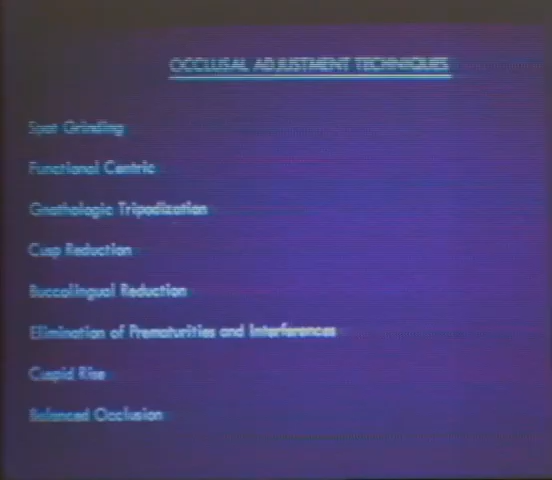 OCCLUSAL ADJUSTMENT TECHNIQUES
Spot Grinding
Functional Centric
Gnathologic Tripodization
Cusp Reduction
Buccolingual Reduction
Elimination of Prematurities and Interferences
Cuspid Rise
Balanced Occlusion